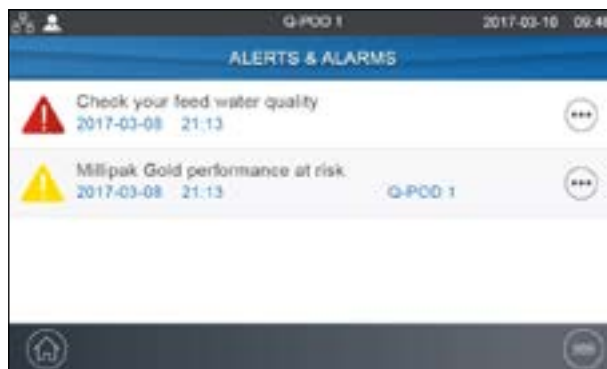 Q-POD 1 2017-03-10 09:48
ALERTS & ALARMS
Check your feed water quality
2017-03-08 21:13
Millipak Gold performance at risk
2017-03-08 21:13 Q-POD 1